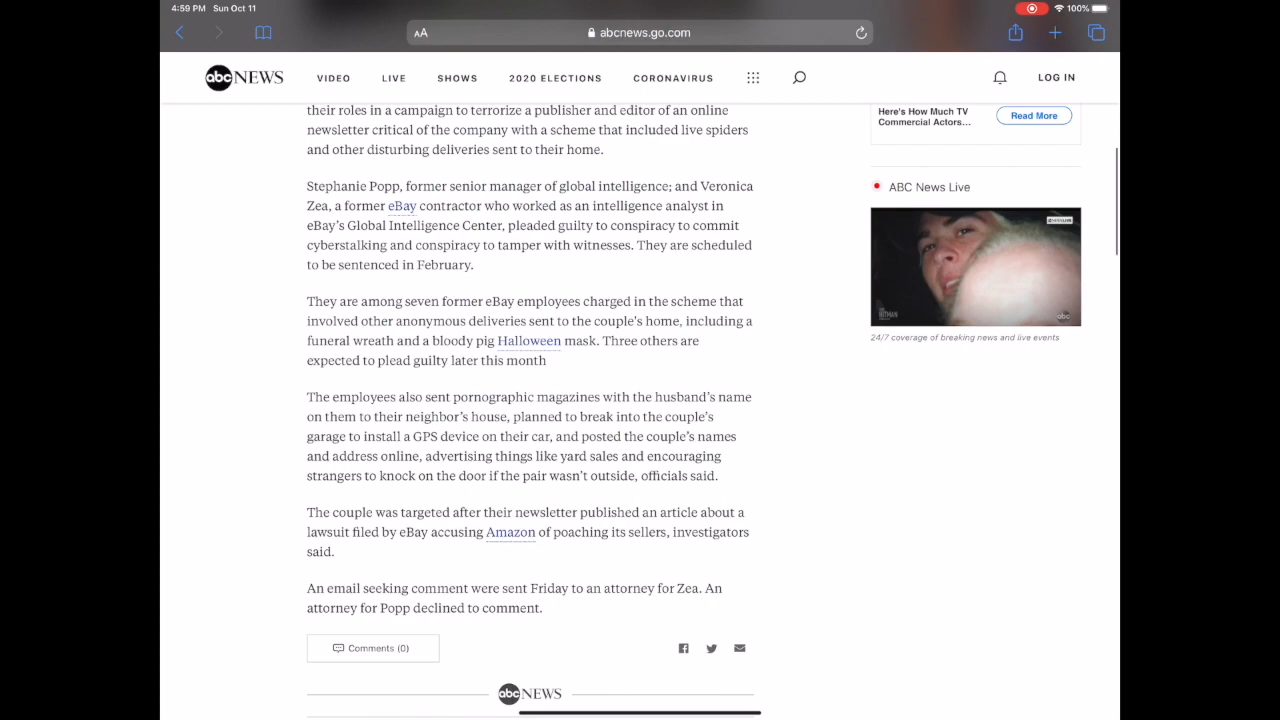 4:59 PM Sun Oct 11
100%
AA
abcnews.go.com
abc NEWS
VIDEO
LIVE
SHOWS
2020 ELECTIONS
CORONAVIRUS
LOG IN
their roles in a campaign to terrorize a publisher and editor of an online
newsletter critical of the company with a scheme that included live spiders
and other disturbing deliveries sent to their home.
Stephanie Popp, former senior manager of global intelligence; and Veronica
Zea, a former eBay contractor who worked as an intelligence analyst in
eBay’s Global Intelligence Center, pleaded guilty to conspiracy to commit
cyberstalking and conspiracy to tamper with witnesses. They are scheduled
to be sentenced in February.
They are among seven former eBay employees charged in the scheme that
involved other anonymous deliveries sent to the couple's home, including a
funeral wreath and a bloody pig Halloween mask. Three others are
expected to plead guilty later this month
The employees also sent pornographic magazines with the husband’s name
on them to their neighbor’s house, planned to break into the couple’s
garage to install a GPS device on their car, and posted the couple’s names
and address online, advertising things like yard sales and encouraging
strangers to knock on the door if the pair wasn’t outside, officials said.
The couple was targeted after their newsletter published an article about a
lawsuit filed by eBay accusing Amazon of poaching its sellers, investigators
said.
An email seeking comment were sent Friday to an attorney for Zea. An
attorney for Popp declined to comment.
Comments (0)
abc NEWS
Here's How Much TV
Commercial Actors...
Read More
ABC News Live
abc
24/7 coverage of breaking news and live events